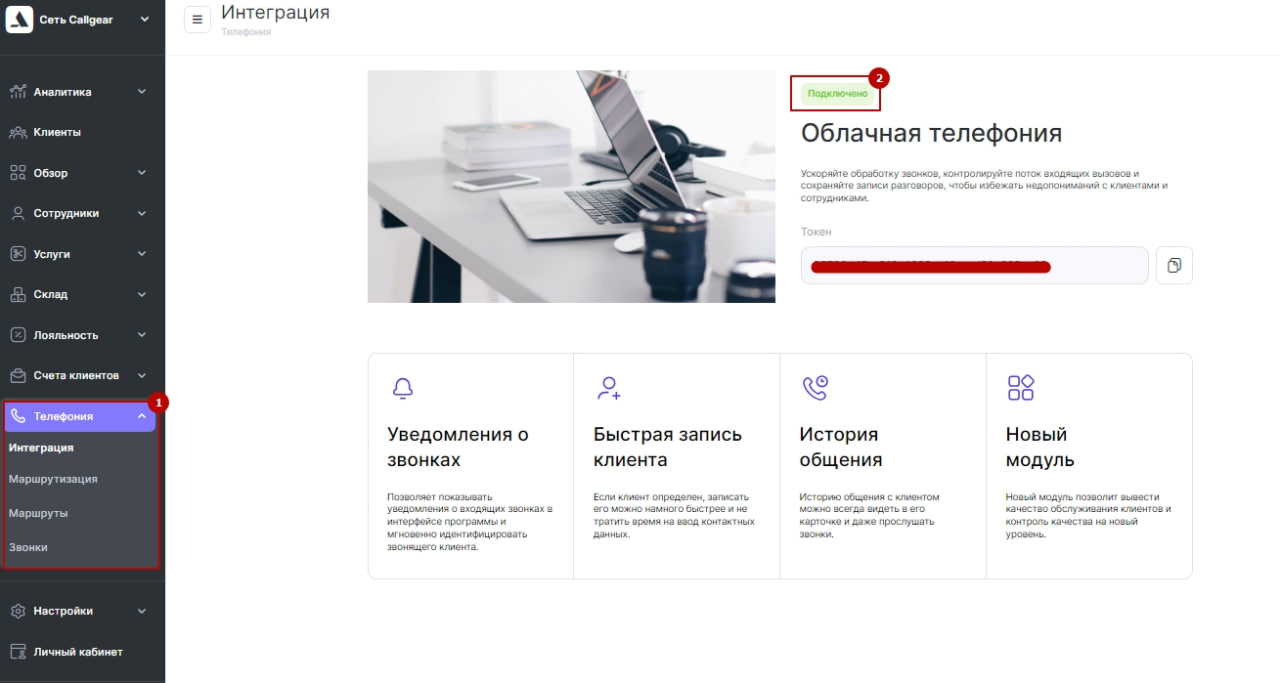 Сеть Callgear
Интеграция
Телефония
Аналитика
Клиенты
Обзор
Сотрудники
Услуги
Склад
Лояльность
Счета клиентов
1
Телефония
Интеграция
Маршрутизация
Маршруты
Звонки
Настройки
Личный кабинет
2
Подключено
Облачная телефония
Ускоряйте обработку звонков, контролируйте поток входящих вызовов и
сохраняйте записи разговоров, чтобы избежать недопониманий с клиентами и
сотрудниками.
Токен
Уведомления о
звонках
Позволяет показывать
уведомления о входящих звонках в
интерфейсе программы и
мгновенно идентифицировать
звонящего клиента.
Быстрая запись
клиента
Если клиент определен, записать
его можно намного быстрее и не
тратить время на ввод контактных
данных.
История
общения
Историю общения с клиентом
можно всегда видеть в его
карточке и даже прослушать
звонки.
Новый
модуль
Новый модуль позволит вывести
качество обслуживания клиентов и
контроль качества на новый
уровень.